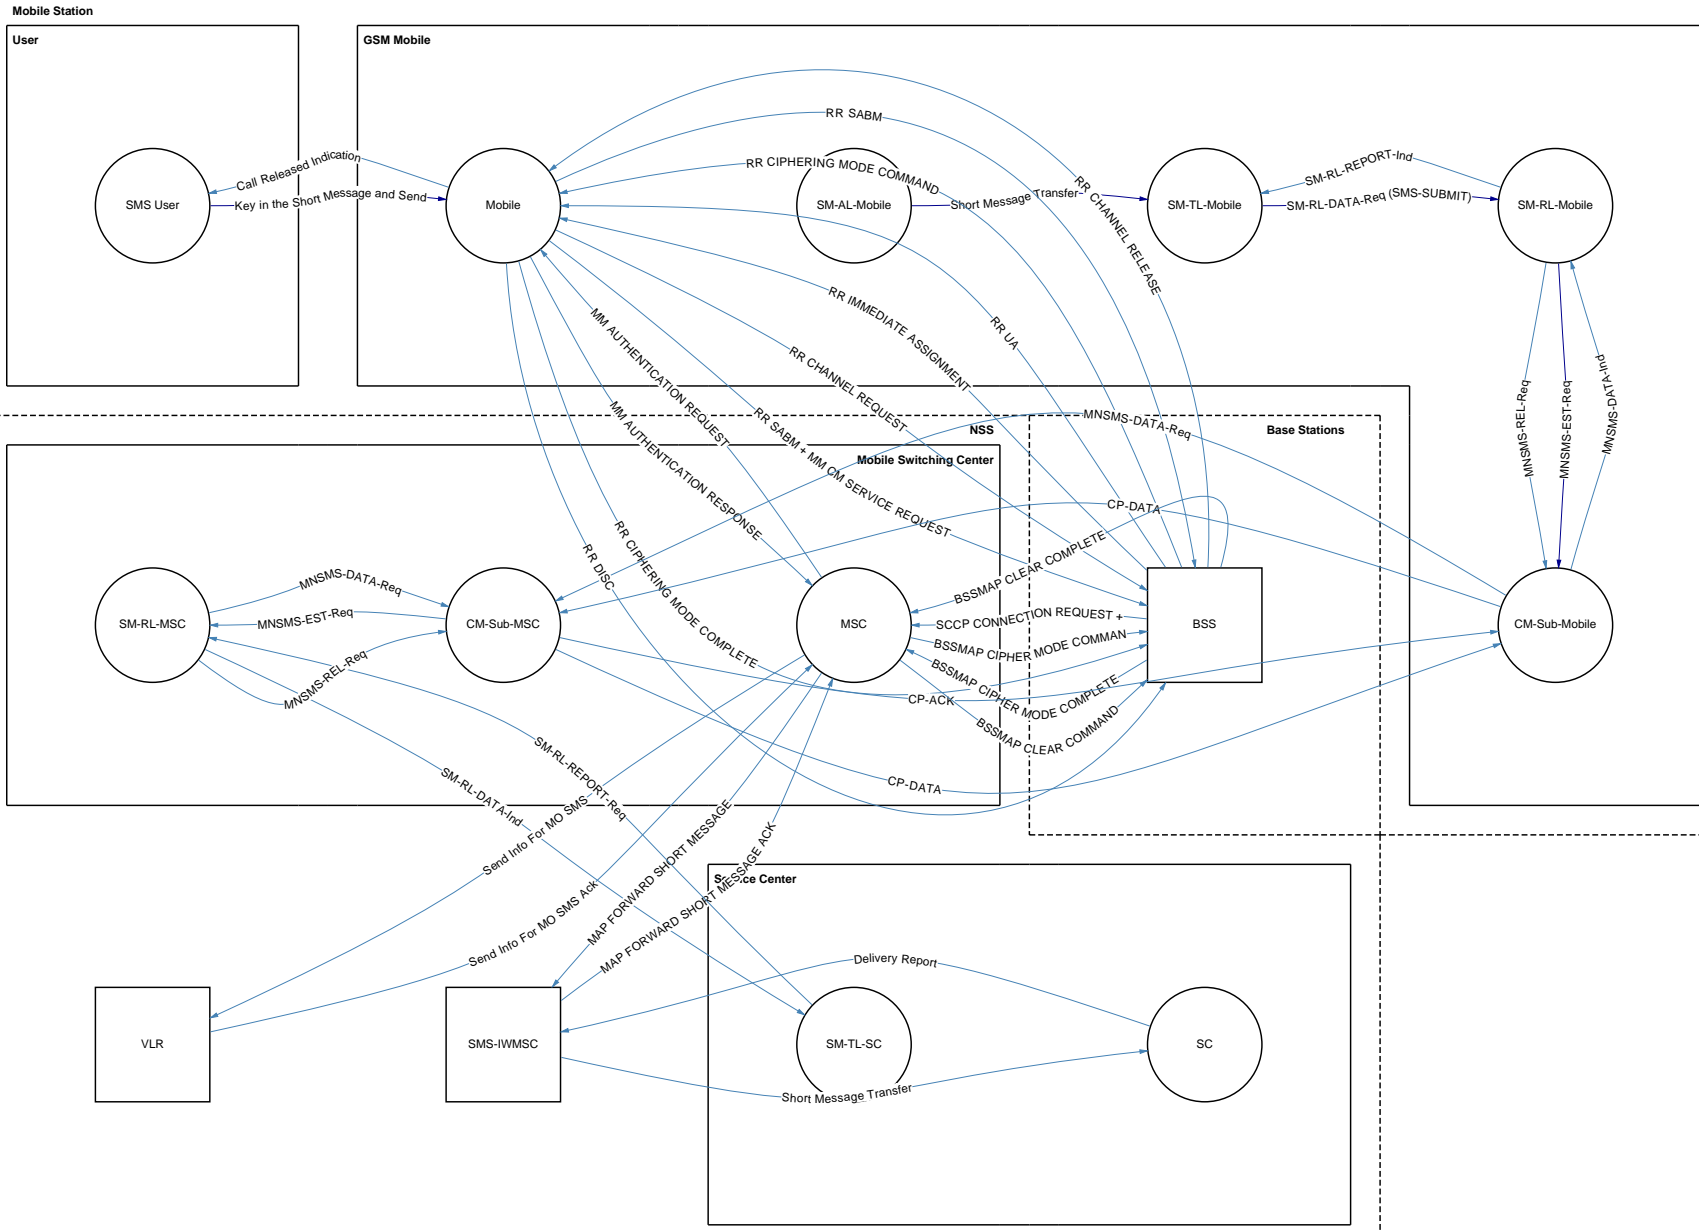 Mobile Station
User
GSM Mobile
RR SABM
RR CIPHERING MODE COMMAND
RR CHANNEL RELEASE
Call Released Indication
Key in the Short Message and Send
Short Message Transfer
SM-RL-REPORT-Ind
SM-RL-DATA-Req (SMS-SUBMIT)
SMS User
Mobile
SM-AL-Mobile
SM-TL-Mobile
SM-RL-Mobile
RR IMMEDIATE ASSIGNMENT
RR UA
MM AUTHENTICATION REQUEST
RR CHANNEL REQUEST
MM AUTHENTICATION RESPONSE
RR SABM + MM CM SERVICE REQUEST
MNSMS-REL-Req
MNSMS-EST-Req
MNSMS-DATA-Ind
MNSMS-DATA-Req
NSS
Base Stations
Mobile Switching Center
CP-DATA
RR CIPHERING MODE COMPLETE
RR DISC
BSSMAP CLEAR COMPLETE
MNSMS-DATA-Req
MNSMS-EST-Req
MNSMS-REL-Req
SCCP CONNECTION REQUEST +
BSSMAP CIPHER MODE COMMAN
BSSMAP CIPHER MODE COMPLETE
BSSMAP CLEAR COMMAND
SM-RL-MSC
CM-Sub-MSC
MSC
BSS
CM-Sub-Mobile
CP-ACK
CP-DATA
SM-RL-REPORT-Req
SM-RL-DATA-Ind
Send Info For MO SMS
Send Info For MO SMS Ack
MAP FORWARD SHORT MESSAGE
MAP FORWARD SHORT MESSAGE ACK
Center
Delivery Report
VLR
SMS-IWMSC
SM-TL-SC
SC
Short Message Transfer